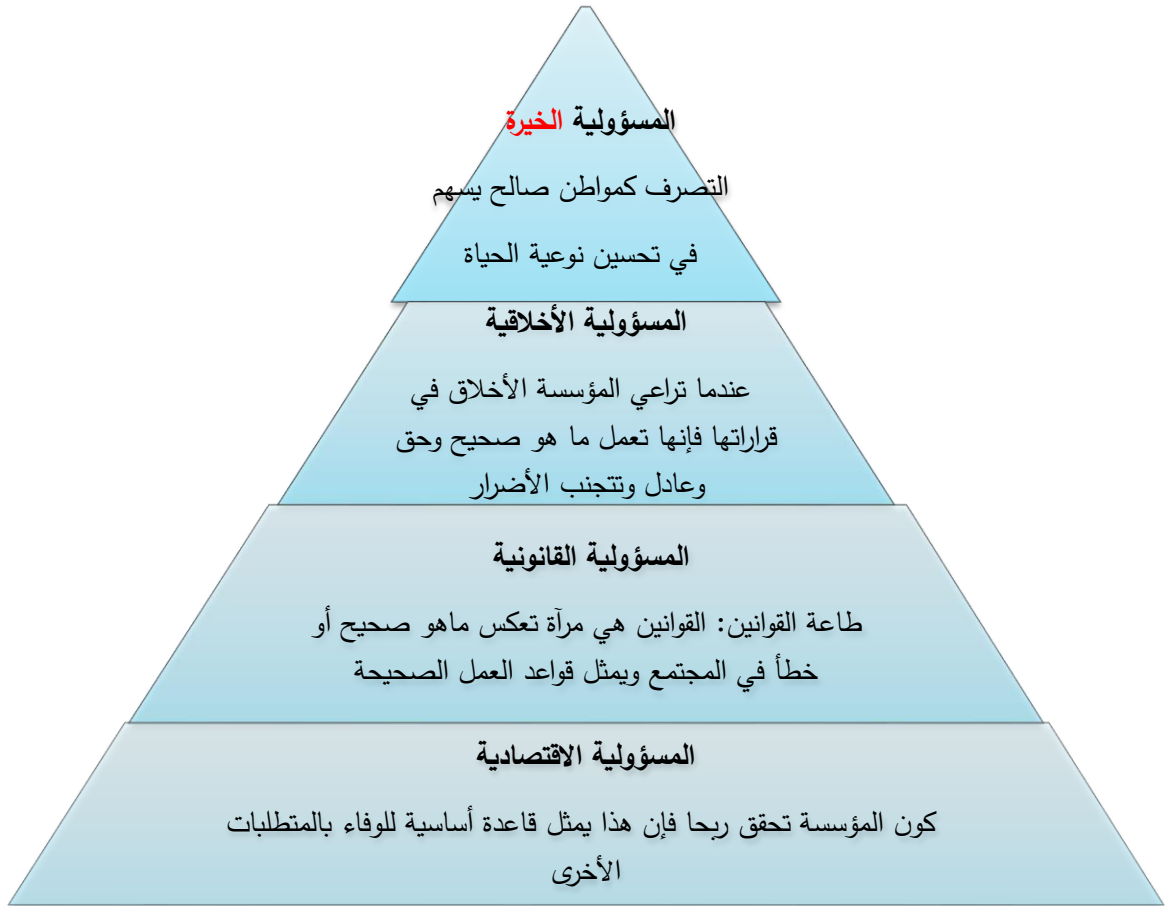 المسؤولية الخيرة
التصرف كمواطن صالح يسهم
في تحسين نوعية الحياة
المسؤولية الأخلاقية
عندما تراعي المؤسسة الأخلاق في
قراراتها فإنها تعمل ما هو صحيح وحق
وعادل وتتجنب الأضرار
المسؤولية القانونية
طاعة القوانين: القوانين هي مرآة تعكس ماهو صحيح أو
خطأ في المجتمع ويمثل قواعد العمل الصحيحة
المسؤولية الاقتصادية
كون المؤسسة تحقق ربحا فإن هذا يمثل قاعدة أساسية للوفاء بالمتطلبات
الأخرى